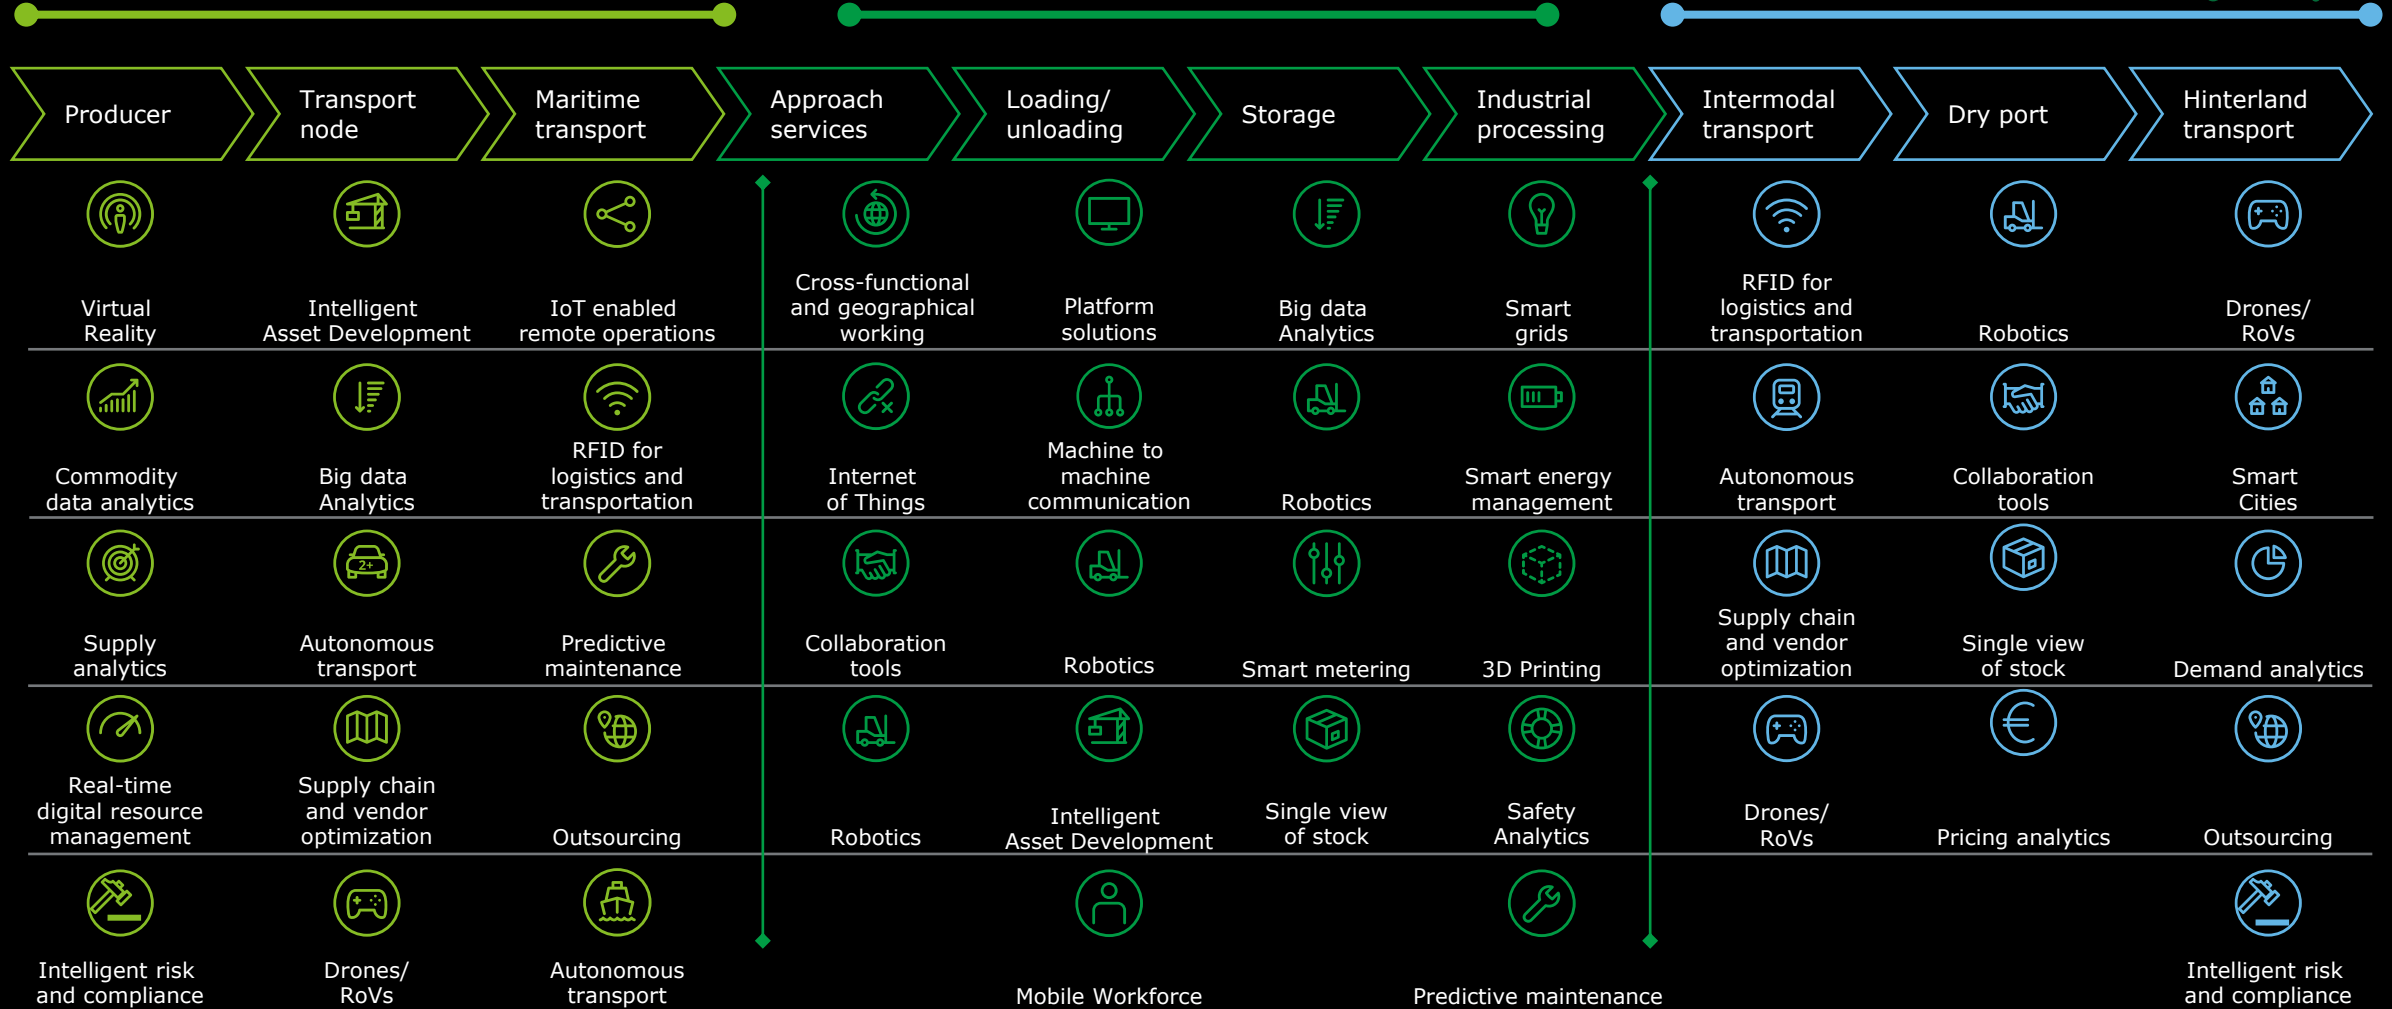 Producer
Transport
node
Maritime
transport
Approach
services
Loading/
unloading
Storage
Industrial
processing
Intermodal
transport
Dry port
Hinterland
transport
Virtual
Reality
Intelligent
Asset Development
IoT enabled
remote operations
Cross-functional
and geographical
working
Platform
solutions
Big data
Analytics
Smart
grids
RFID for
logistics and
transportation
Robotics
Drones/
RoVs
Commodity
data analytics
Big data
Analytics
RFID for
logistics and
transportation
Internet
of Things
Machine to
machine
communication
Robotics
Smart energy
management
Autonomous
transport
Collaboration
tools
Smart
Cities
2+
Supply
analytics
Autonomous
transport
Predictive
maintenance
Collaboration
tools
Robotics
Smart metering
3D Printing
Supply chain
and vendor
optimization
Single view
of stock
Demand analytics
€
Real-time
digital resource
management
Supply chain
and vendor
optimization
Outsourcing
Robotics
Intelligent
Asset Development
Single view
of stock
Safety
Analytics
Drones/
RoVs
Pricing analytics
Outsourcing
Intelligent risk
and compliance
Drones/
RoVs
Autonomous
transport
Mobile Workforce
Predictive maintenance
Intelligent risk
and compliance